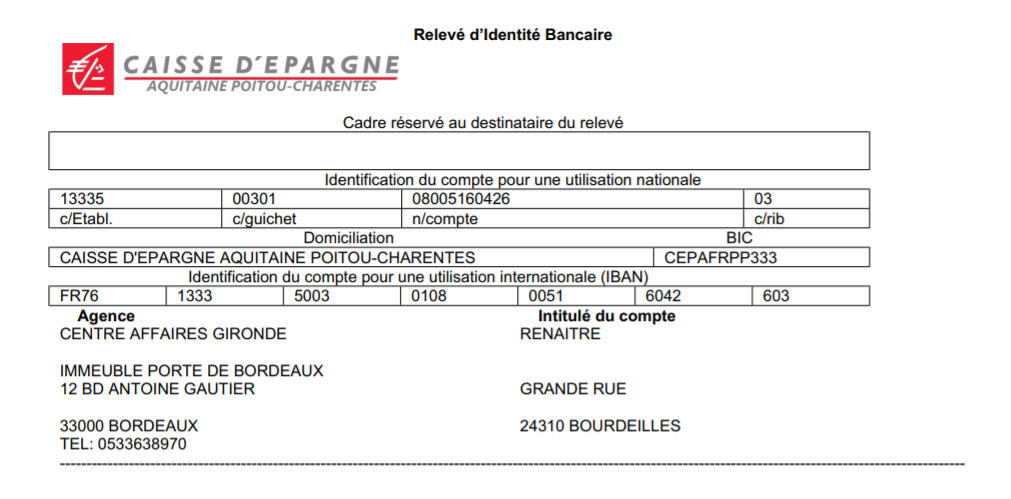 Relevé d'Identité Bancaire
CAISSE D'EPARGNE
AQUITAINE POITOU-CHARENTES
Cadre réservé au destinataire du relevé
Identification du compte pour une utilisation nationale
13335 00301 08005160426 03
c/Etabl. c/guichet n/compte c/rib
Domiciliation BIC
CAISSE D'EPARGNE AQUITAINE POITOU-CHARENTES CEPAFRPP333
Identification du compte pour une utilisation internationale (IBAN)
FR76 1333 5003 0108 0051 6042 603
Agence Intitulé du compte
CENTRE AFFAIRES GIRONDE RENAITRE
IMMEUBLE PORTE DE BORDEAUX
12 BD ANTOINE GAUTIER GRANDE RUE
33000 BORDEAUX 24310 BOURDEILLES
TEL: 0533638970